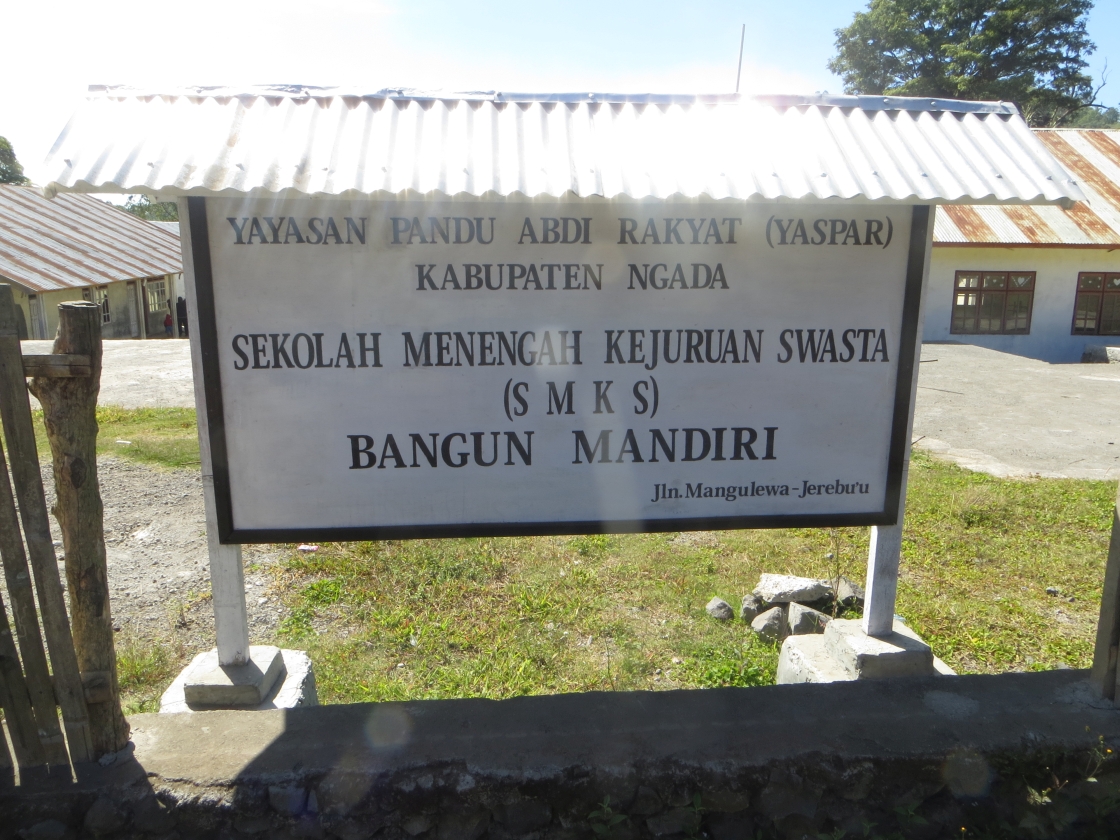 YAYASAN PANDU ABDI RAKYAT (YASPAR)
KABUPATEN NGADA
SEKOLAH MENENGAH KEJURUAN SWASTA
(S M K S)
BANGUN MANDIRI
Jln.Mangulewa-Jerebu'u